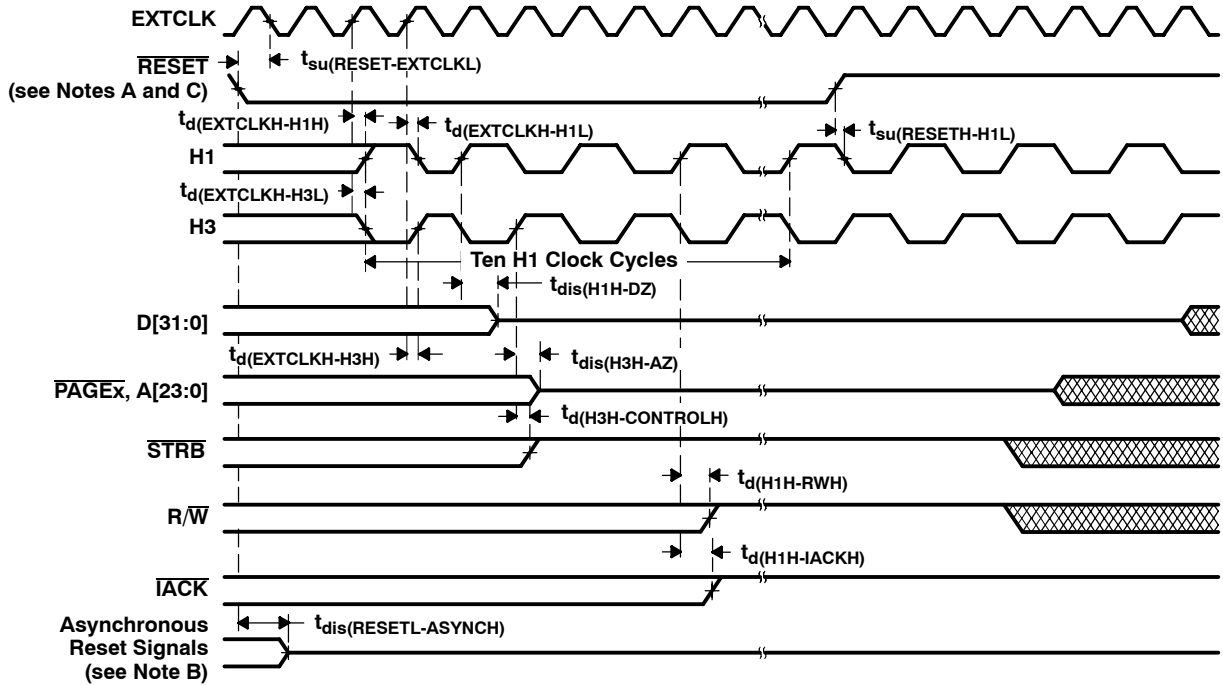 EXTCLK
tsu(RESET-EXTCLKL)
RESET
(see Notes A and C)
td(EXTCLKH-H1H)
td(EXTCLKH-H1L)
tsu(RESETH-H1L)
H1
td(EXTCLKH-H3L)
H3
Ten H1 Clock Cycles
tdis(H1H-DZ)
D[31:0]
td(EXTCLKH-H3H)
tdis(H3H-AZ)
PAGEx, A[23:0]
td(H3H-CONTROLH)
STRB
td(H1H-RWH)
R/W
td(H1H-IACKH)
IACK
Asynchronous
Reset Signals
(see Note B)
tdis(RESETL-ASYNCH)